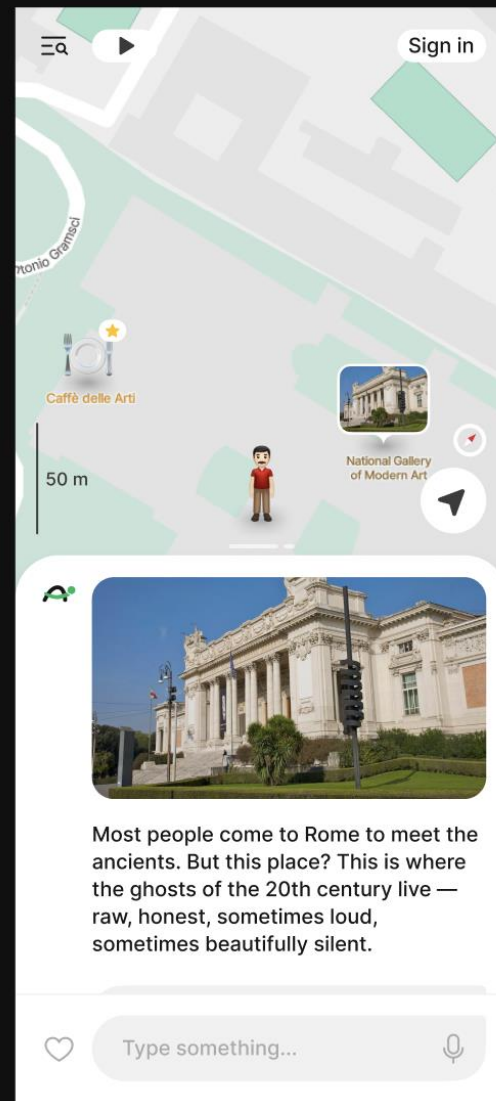 Sign in
tonio Gramsci
Caffè delle Arti
National Gallery
of Modern Art
50 m
Most people come to Rome to meet the
ancients. But this place? This is where
the ghosts of the 20th century live —
raw, honest, sometimes loud,
sometimes beautifully silent.
Type something...